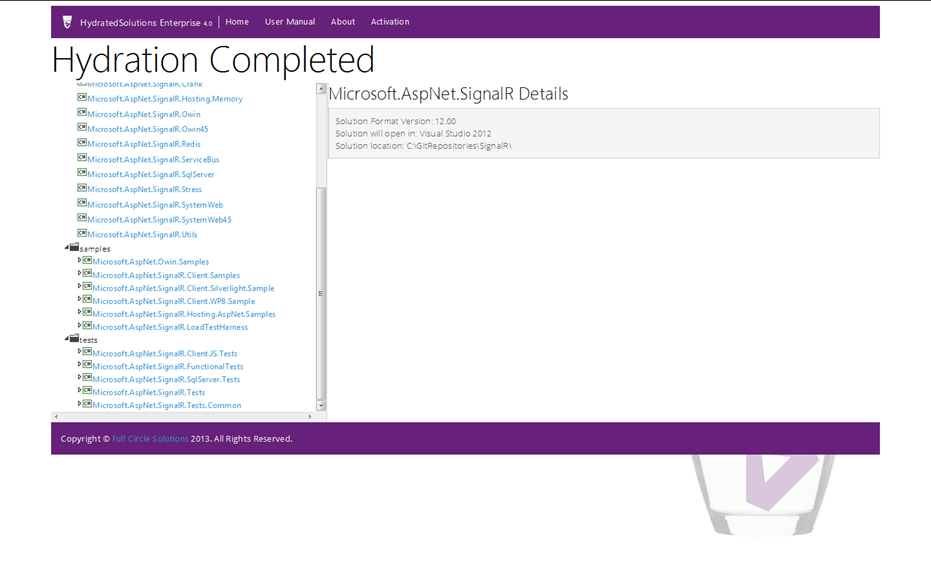 HydratedSolutions Enterprise 4.0 Home User Manual About Activation
Hydration Completed
Microsoft.AspNet.SignalR.Crank
Microsoft.AspNet.SignalR.Hosting.Memory
Microsoft.AspNet.SignalR.Owin
Microsoft.AspNet.SignalR.Owin45
Microsoft.AspNet.SignalR.Redis
Microsoft.AspNet.SignalR.ServiceBus
Microsoft.AspNet.SignalR.SqlServer
Microsoft.AspNet.SignalR.Stress
Microsoft.AspNet.SignalR.SystemWeb
Microsoft.AspNet.SignalR.SystemWeb45
Microsoft.AspNet.SignalR.Utils
samples
Microsoft.AspNet.Owin.Samples
Microsoft.AspNet.SignalR.Client.Samples
Microsoft.AspNet.SignalR.Client.Silverlight.Sample
Microsoft.AspNet.SignalR.Client.WP8.Sample
Microsoft.AspNet.SignalR.Hosting.AspNet.Samples
Microsoft.AspNet.SignalR.LoadTestHarness
tests
Microsoft.AspNet.SignalR.Client.JS.Tests
Microsoft.AspNet.SignalR.FunctionalTests
Microsoft.AspNet.SignalR.SqlServer.Tests
Microsoft.AspNet.SignalR.Tests
Microsoft.AspNet.SignalR.Tests.Common
Microsoft.AspNet.SignalR Details
Solution Format Version: 12.00
Solution will open in: Visual Studio 2012
Solution location: C:\GitRepositories\SignalR\
Copyright © Full Circle Solutions 2013. All Rights Reserved.